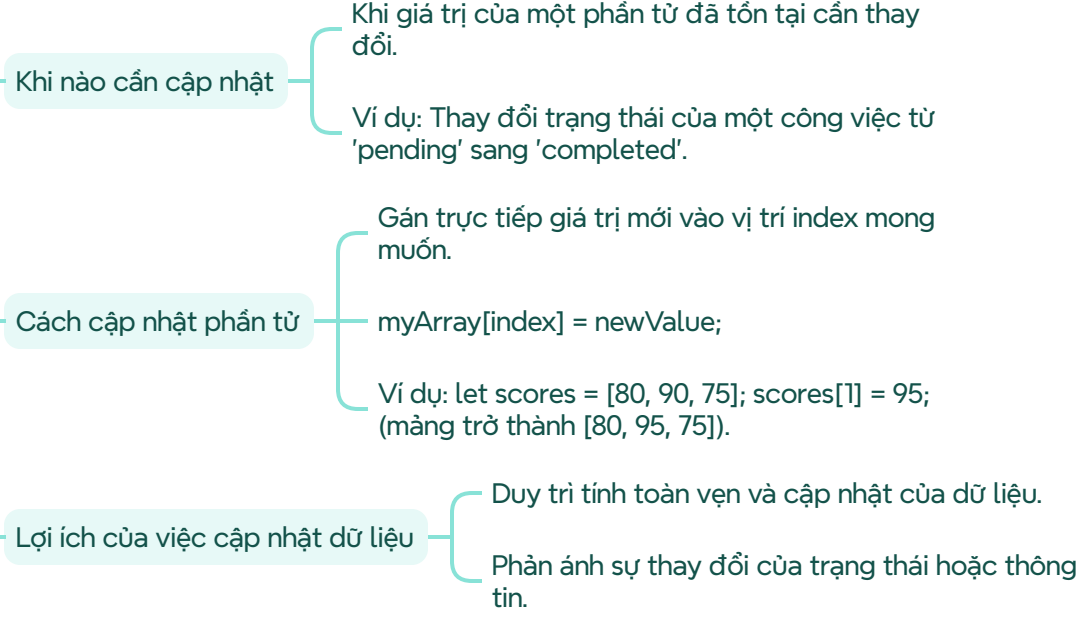 Khi nào cần cập nhật
Khi giá trị của một phần tử đã tồn tại cần thay
đổi.
Ví dụ: Thay đổi trạng thái của một công việc từ
'pending' sang 'completed'.
Cách cập nhật phần tử
Gán trực tiếp giá trị mới vào vị trí index mong
muốn.
myArray[index] = newValue;
Ví dụ: let scores = [80, 90, 75]; scores[1] = 95;
(mảng trở thành [80, 95, 75]).
Lợi ích của việc cập nhật dữ liệu
Duy trì tính toàn vẹn và cập nhật của dữ liệu.
Phản ánh sự thay đổi của trạng thái hoặc thông
tin.